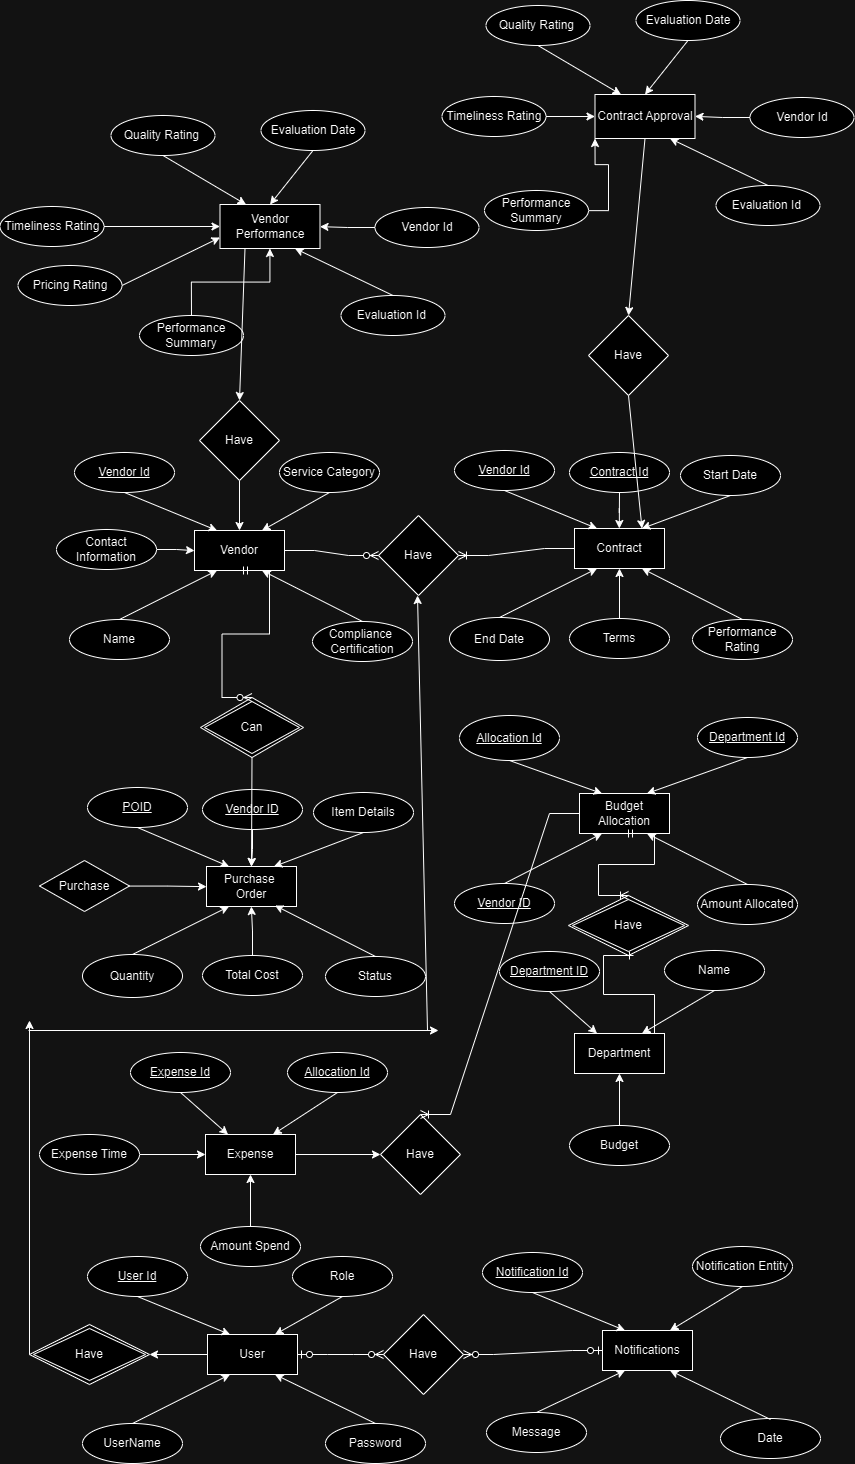 Quality Rating
Evaluation Date
Timeliness Rating
Contract Approval
Vendor Id
Performance
Summary
Evaluation Id
Quality Rating
Evaluation Date
Timeliness Rating
Vendor
Performance
Vendor Id
Pricing Rating
Performance
Summary
Evaluation Id
Have
Have
Vendor Id
Service Category
Contact
Information
Vendor
Name
Compliance
Certification
Have
Vendor Id
Contract Id
Start Date
Contract
End Date
Terms
Performance
Rating
Can
POID
Vendor ID
Item Details
Purchase
Purchase
Order
Quantity
Total Cost
Status
Allocation Id
Department Id
Budget
Allocation
Vendor ID
Amount Allocated
Have
Department ID
Name
Department
Budget
Expense Id
Allocation Id
Expense Time
Expense
Have
Amount Spend
User Id
Role
Have
User
Have
UserName
Password
Notification Id
Notification Entity
Notifications
Message
Date